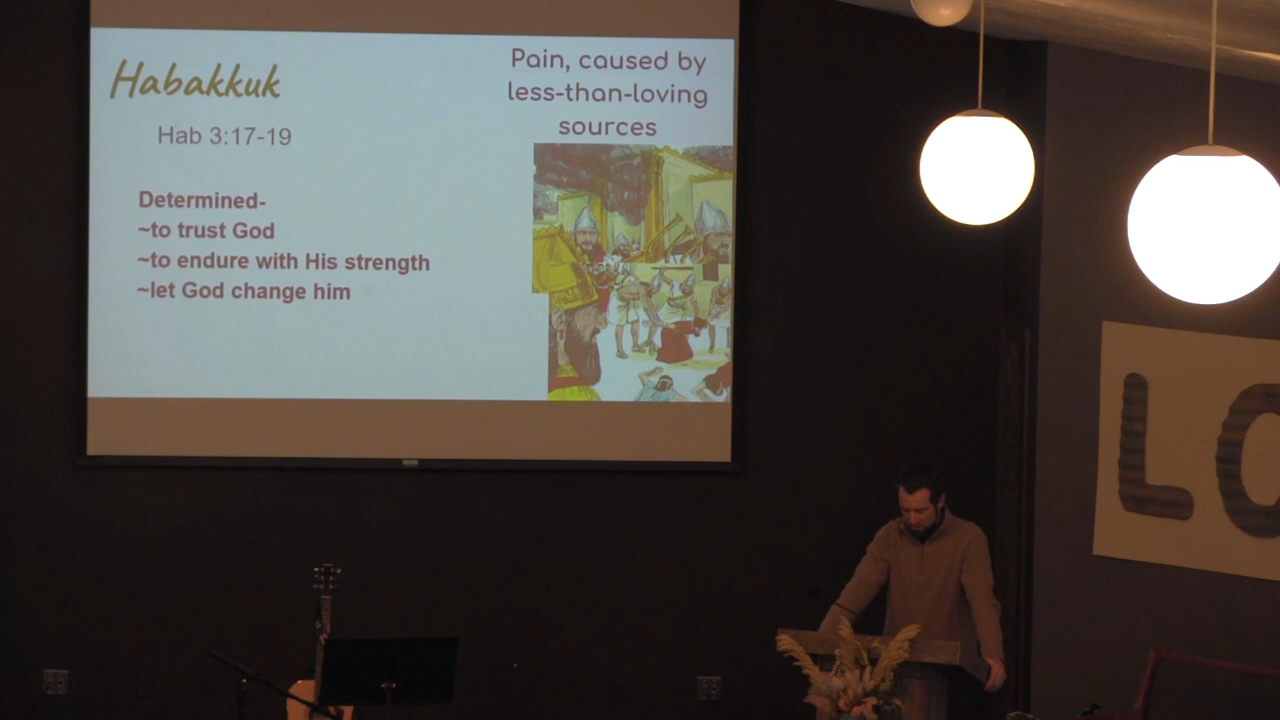 Habakkuk
Hab 3:17-19
Determined-
~to trust God
~to endure with His strength
~let God change him
Pain, caused by
less-than-loving
sources
LO